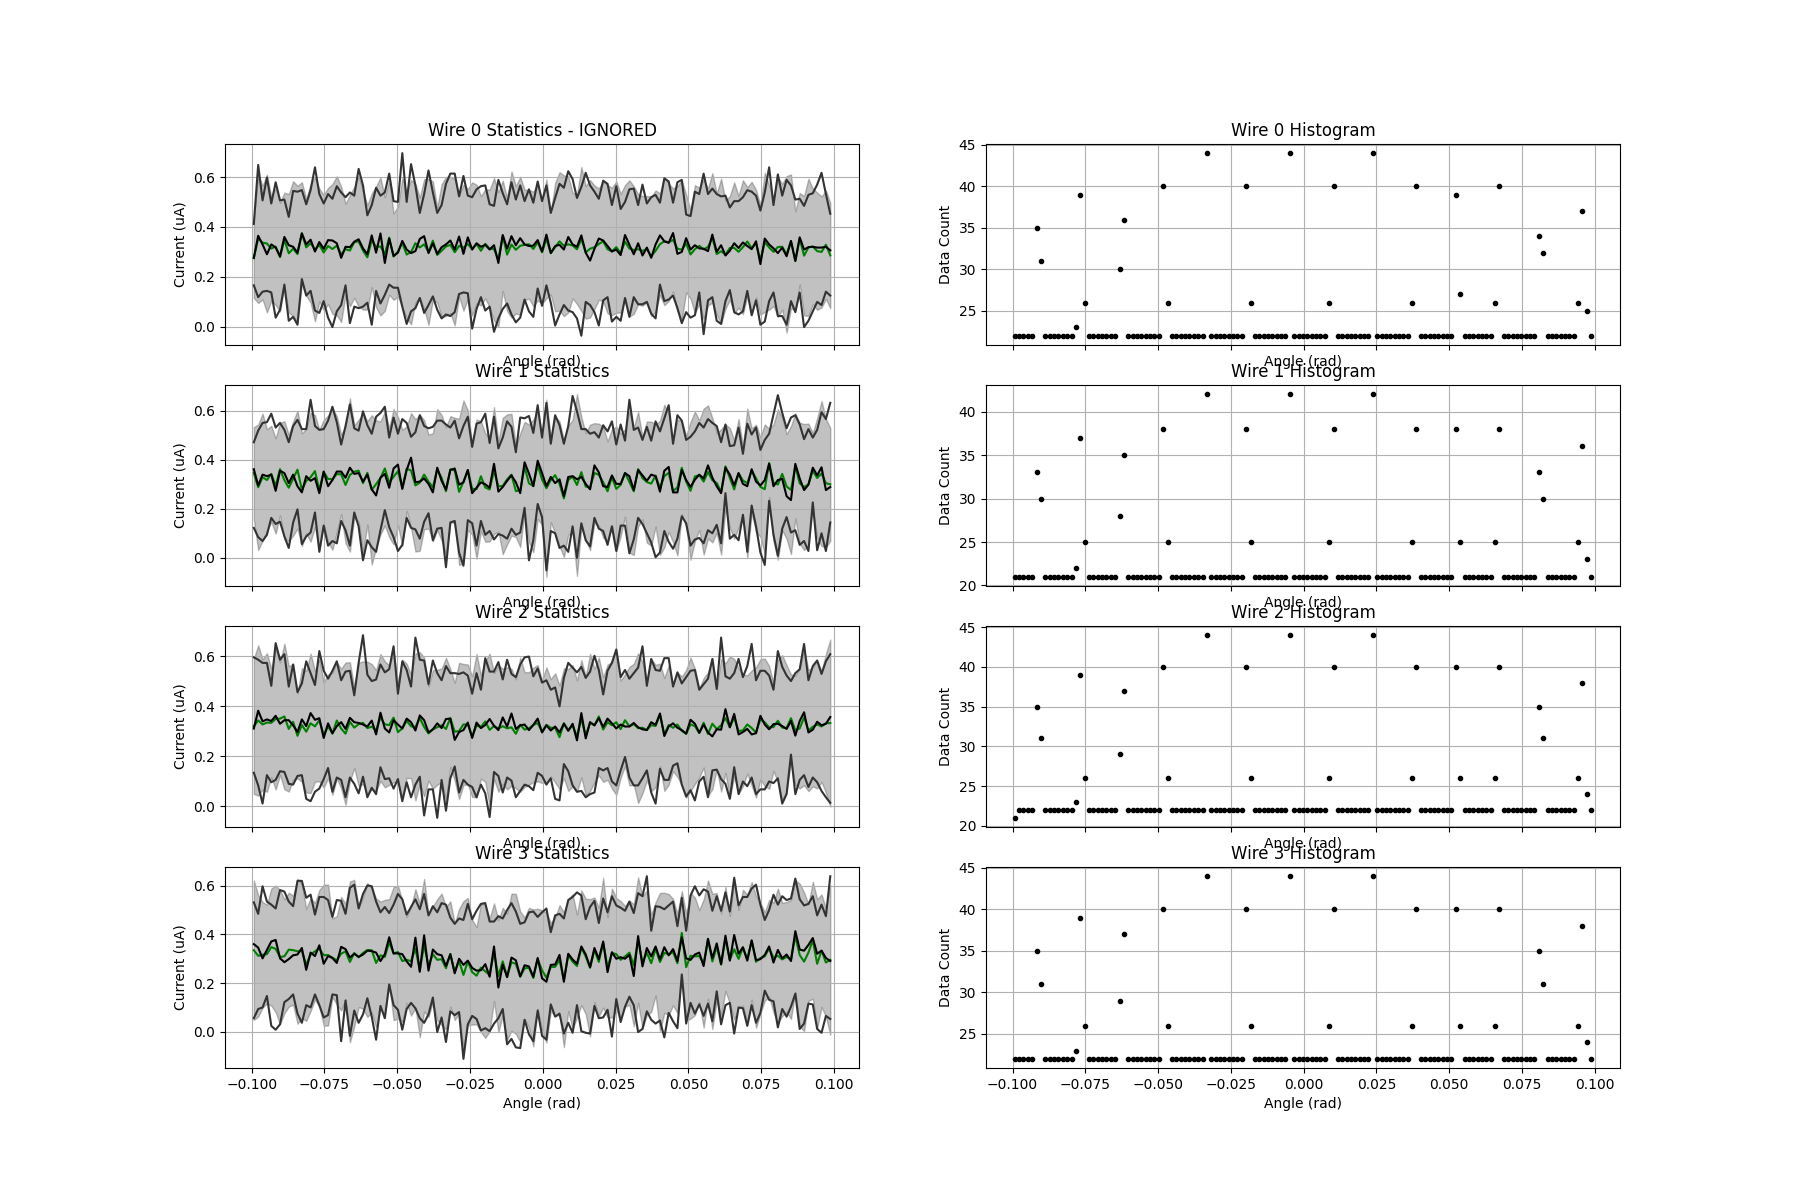 Wire 0 Statistics - IGNORED
Current (uA)
0.6
0.4
0.2
0.0
Angle (rad)
Wire 0 Histogram
Data Count
45
40
35
30
25
Angle (rad)
Wire 1 Statistics
Current (uA)
0.6
0.4
0.2
0.0
Angle (rad)
Wire 1 Histogram
Data Count
40
35
30
25
20
Angle (rad)
Wire 2 Statistics
Current (uA)
0.6
0.4
0.2
0.0
Angle (rad)
Wire 2 Histogram
Data Count
45
40
35
30
25
20
Angle (rad)
Wire 3 Statistics
Current (uA)
0.6
0.4
0.2
0.0
−0.100 −0.075 −0.050 −0.025 0.000 0.025 0.050 0.075 0.100
Angle (rad)
Wire 3 Histogram
Data Count
45
40
35
30
25
−0.100 −0.075 −0.050 −0.025 0.000 0.025 0.050 0.075 0.100
Angle (rad)